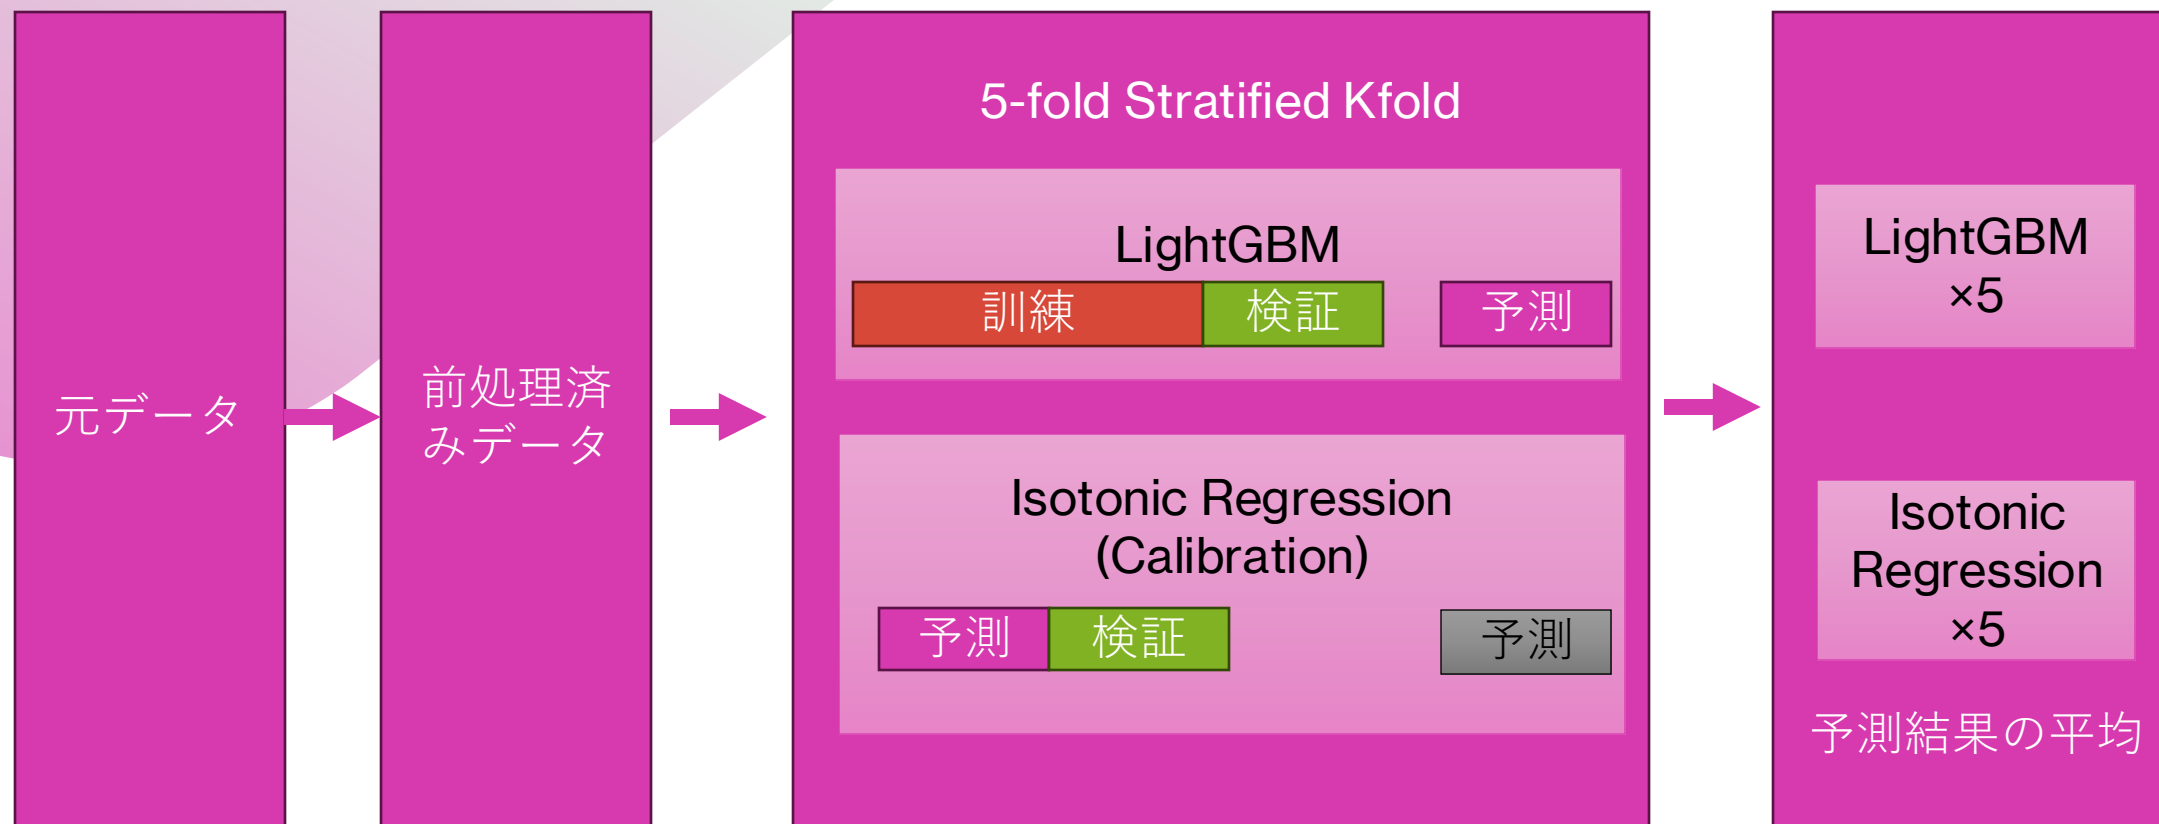 元データ
前処理済
みデータ
5-fold Stratified Kfold
LightGBM
訓練
検証
予測
Isotonic Regression
(Calibration)
予測
検証
予測
LightGBM
×5
Isotonic
Regression
×5
予測結果の平均